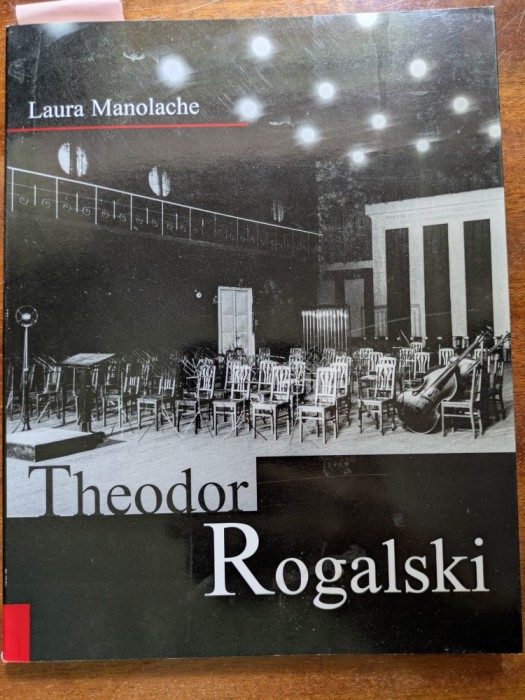 Laura Manolache
Theodor
Rogalski